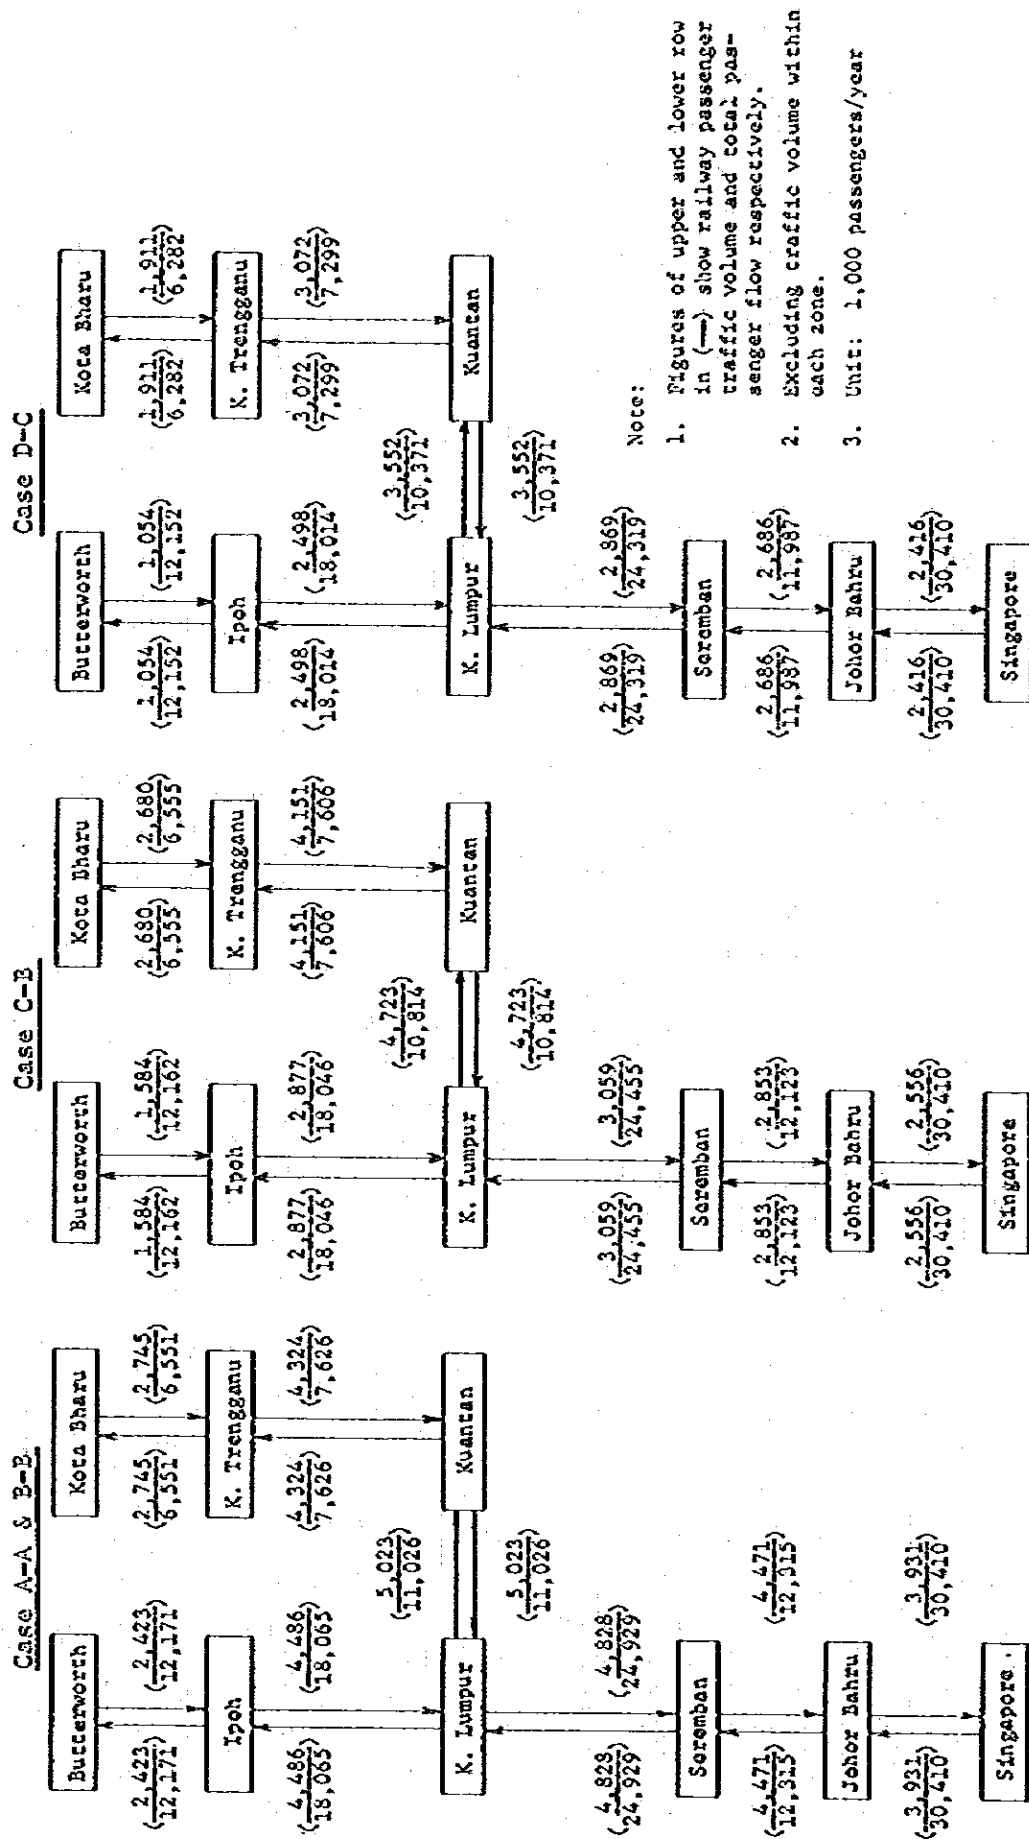 Case A-A & B-B
Butterworth
Kota Bharu
(2,423
12,171)
(2,423
12,171)
(2,745
6,551)
(2,745
6,551)
Ipoh
K. Trengganu
(4,486
18,065)
(4,486
18,065)
(4,324
7,626)
(4,324
7,626)
(5,023
11,026)
K. Lumpur
Kuantan
(5,023
11,026)
(4,828
24,929)
(4,828
24,929)
Seremban
(4,471
12,315)
(4,471
12,315)
Johor Bahru
(3,931
30,410)
(3,931
30,410)
Singapore.
Case C-B
Butterworth
Kota Bharu
(1,584
12,162)
(1,584
12,162)
(2,680
6,555)
(2,680
6,555)
Ipoh
K. Trengganu
(2,877
18,046)
(2,877
18,046)
(4,151
7,606)
(4,151
7,606)
(4,723
10,814)
K. Lumpur
Kuantan
(4,723
10,814)
(3,059
24,455)
(3,059
24,455)
Seremban
(2,853
12,123)
(2,853
12,123)
Johor Bahru
(2,556
30,410)
(2,556
30,410)
Singapore
Case D-C
Butterworth
Kota Bharu
(1,054
12,152)
(1,054
12,152)
(1,911
6,282)
(1,911
6,282)
Ipoh
K. Trengganu
(2,498
18,014)
(2,498
18,014)
(3,072
7,299)
(3,072
7,299)
(3,552
10,371)
K. Lumpur
Kuantan
(3,552
10,371)
(2,869
24,319)
(2,869
24,319)
Seremban
(2,686
11,987)
(2,686
11,987)
Johor Bahru
(2,416
30,410)
(2,416
30,410)
Singapore
Note:
1. Figures of upper and lower row
in (—) show railway passenger
traffic volume and total pas-
senger flow respectively.
2. Excluding traffic volume within
each zone.
3. Unit: 1,000 passengers/year